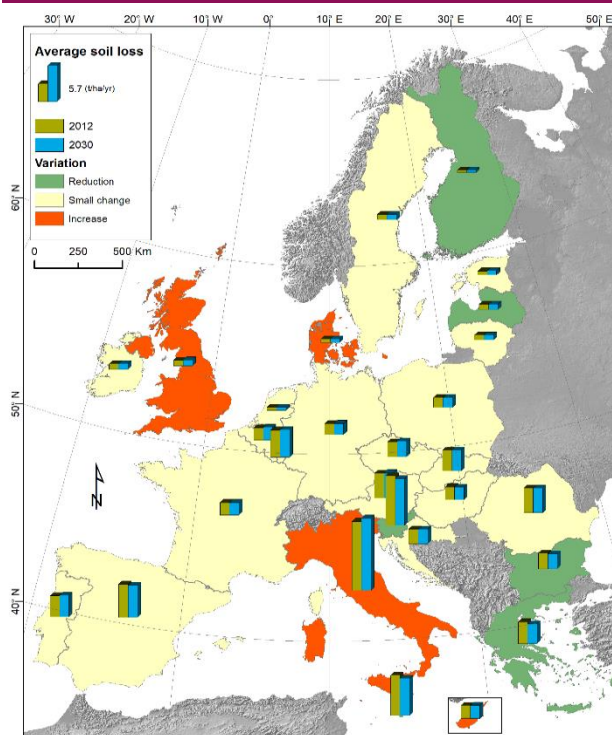 30° W 20° W 10° W 0° 10° E 20° E 30° E 40° E 50° E
Average soil loss
5.7 (t/ha/yr)
2012
2030
Variation
Reduction
Small change
Increase
0 250 500 Km
60° N
50° N
N
40° N